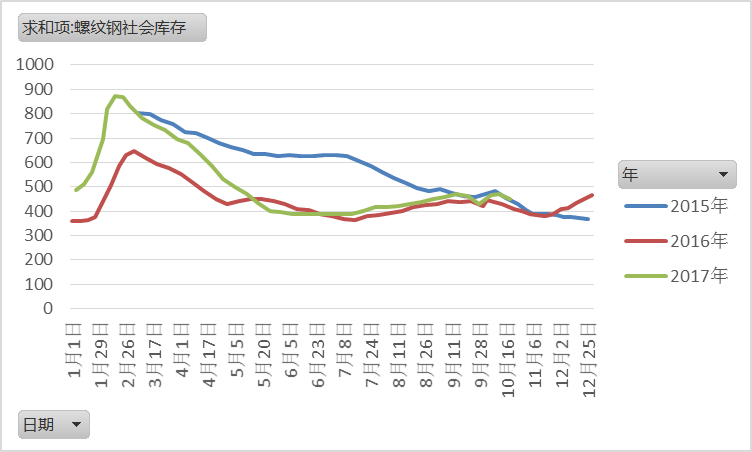 求和项:螺纹钢社会库存
1000
900
800
700
600
500
400
300
200
100
0
1月1日
1月29日
2月26日
3月17日
4月1日
4月17日
5月5日
5月20日
6月5日
6月23日
7月8日
7月24日
8月11日
8月26日
9月11日
9月28日
10月16日
11月6日
12月2日
12月25日
年
2015年
2016年
2017年
日期